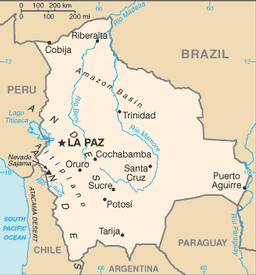 0 100 200 km
0 100 200 mi
Rio Madeira
Riberalta
Cobija
BRAZIL
PERU
Amazon Basin
Rio Beni
Trinidad
Rio Mamore
Lago Titicaca
LA PAZ
ANDES
Altiplano
Cochabamba
Nevado Sajama
Oruro
Santa Cruz
Puerto Aguirre
Sucre
Potosí
ATACAMA DESERT
SOUTH PACIFIC OCEAN
Tarija
CHILE
PARAGUAY
Rio Paraguay
ARGENTINA